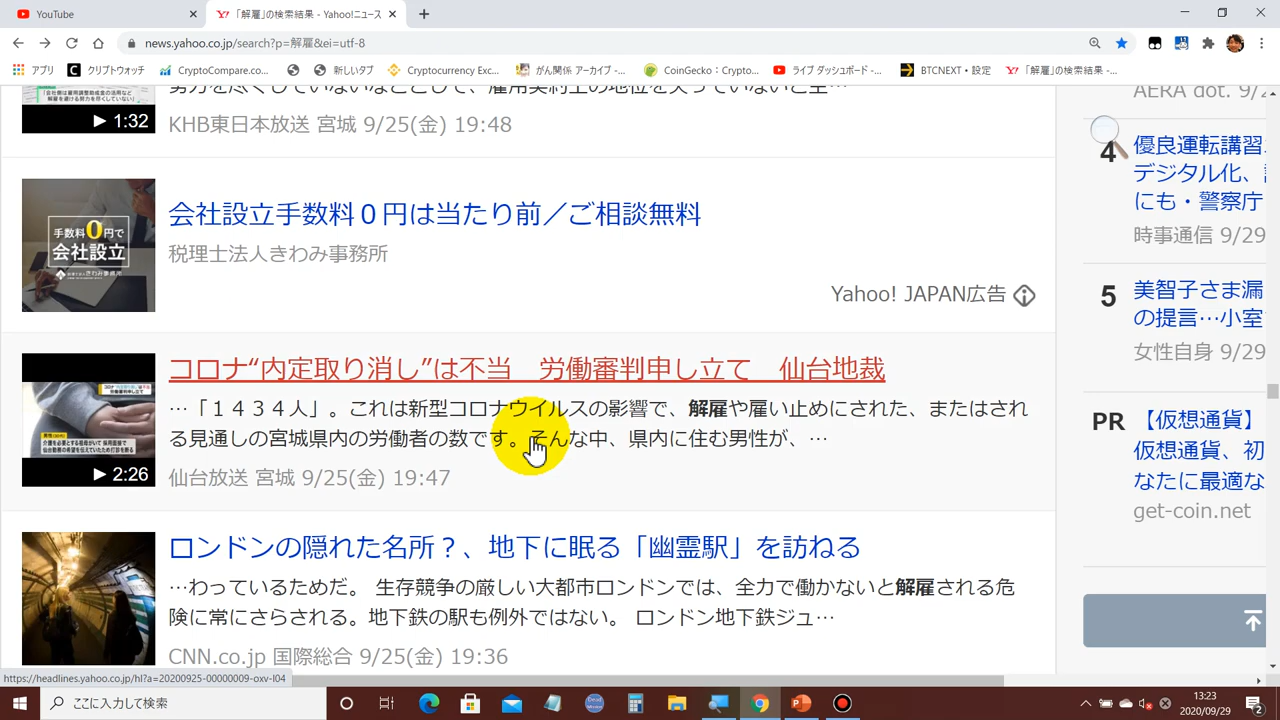 YouTube
「解雇」の検索結果 - Yahoo!ニュース
news.yahoo.co.jp/search?p=解雇&ei=utf-8
アプリ
クリプトウォッチ
CryptoCompare.co...
新しいタブ
Cryptocurrency Exc...
がん関係 アーカイブ -...
CoinGecko : Crypto...
ライブ ダッシュボード -...
BTCNEXT・設定
「解雇」の検索結果 -...
1:32
KHB東日本放送 宮城 9/25(金) 19:48
手数料0円で
会社設立
会社設立手数料０円は当たり前／ご相談無料
税理士法人きわみ事務所
Yahoo! JAPAN広告
コロナ“内定取り消し”は不当　労働審判申し立て　仙台地裁
…「１４３４人」。これは新型コロナウイルスの影響で、解雇や雇い止めにされた、またはされ
る見通しの宮城県内の労働者の数です。そんな中、県内に住む男性が、…
仙台放送 宮城 9/25(金) 19:47
2:26
ロンドンの隠れた名所？、地下に眠る「幽霊駅」を訪ねる
…わっているためだ。 生存競争の厳しい大都市ロンドンでは、全力で働かないと解雇される危
険に常にさらされる。地下鉄の駅も例外ではない。 ロンドン地下鉄ジュ…
CNN.co.jp 国際総合 9/25(金) 19:36
AERA dot. 9/2
4
優良運転講習
デジタル化、
にも・警察庁
時事通信 9/29
5
美智子さま漏
の提言…小室
女性自身 9/29
PR
【仮想通貨】
仮想通貨、初
なたに最適な
get-coin.net
https://headlines.yahoo.co.jp/hl?a=20200925-00000009-oxv-l04
ここに入力して検索
13:23
2020/09/29
2